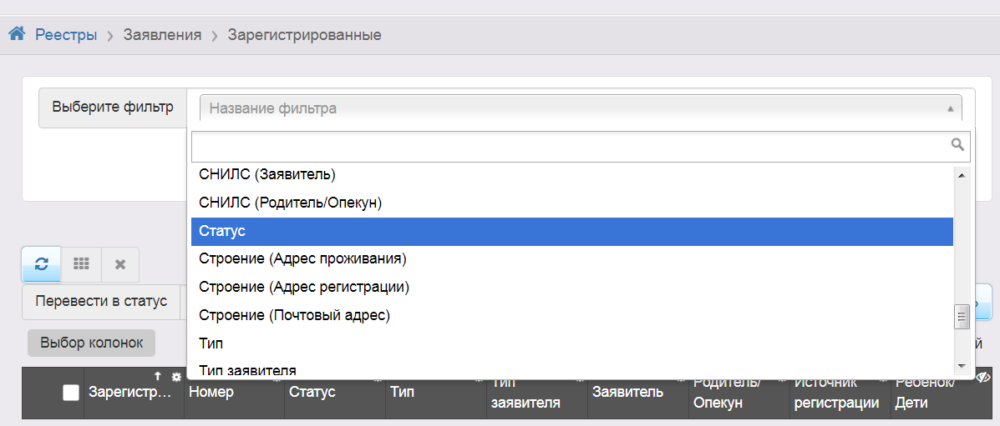 Реестры > Заявления > Зарегистрированные
Выберите фильтр
Название фильтра
СНИЛС (Заявитель)
СНИЛС (Родитель/Опекун)
Статус
Строение (Адрес проживания)
Строение (Адрес регистрации)
Строение (Почтовый адрес)
Тип
Тип заявителя
Перевести в статус
й
Выбор колонок
Зарегистр...
Номер
Статус
Тип
Тип
заявителя
Заявитель
Родитель/
Опекун
Источник
регистрации
Ребенок/
Дети